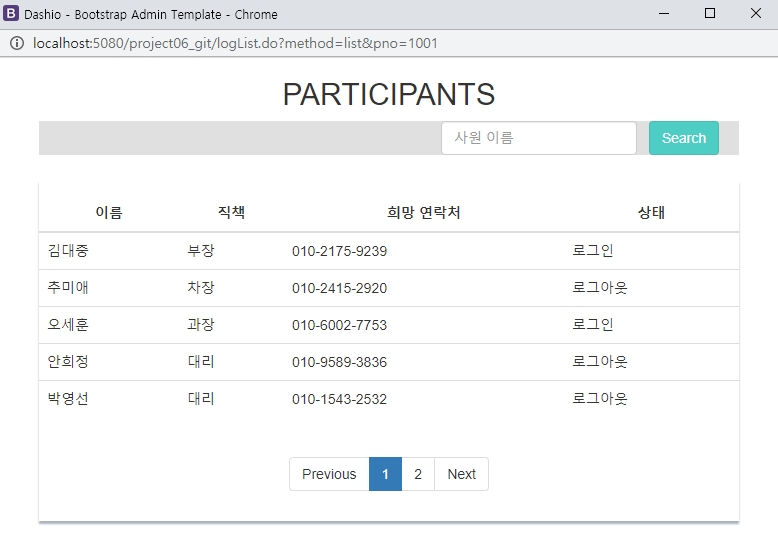 Dashio - Bootstrap Admin Template - Chrome
localhost:5080/project06_git/logList.do?method=list&pno=1001
PARTICIPANTS
사원 이름 Search
이름 직책 희망 연락처 상태
김대중 부장 010-2175-9239 로그인
추미애 차장 010-2415-2920 로그아웃
오세훈 과장 010-6002-7753 로그인
안희정 대리 010-9589-3836 로그아웃
박영선 대리 010-1543-2532 로그아웃
Previous 1 2 Next